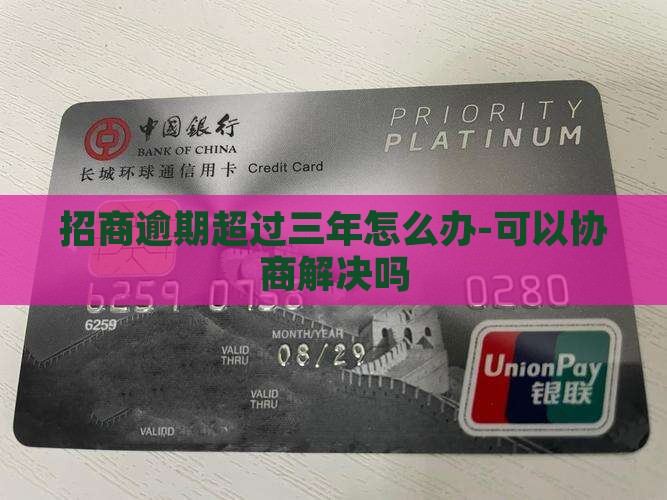 PRIORITY
PLATINUM
中国银行
BANK OF CHINA
长城环球通信用卡 Credit Card
招商逾期超过三年怎么办-可以协
商解决吗
6259
MONTH/YEAR
VALID
THRU
08/29
VALID
THRU
VALIDD
UnionPay
银联